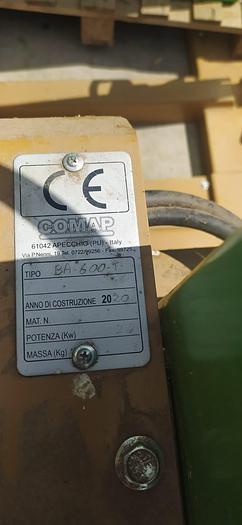 CE
COMAP
61042 APECCHIO (PU) - Italy
TIPO BA-600-
ANNO DI COSTRUZIONE 2020
MAT. N.
POTENZA (Kw)
MASSA (Kg)